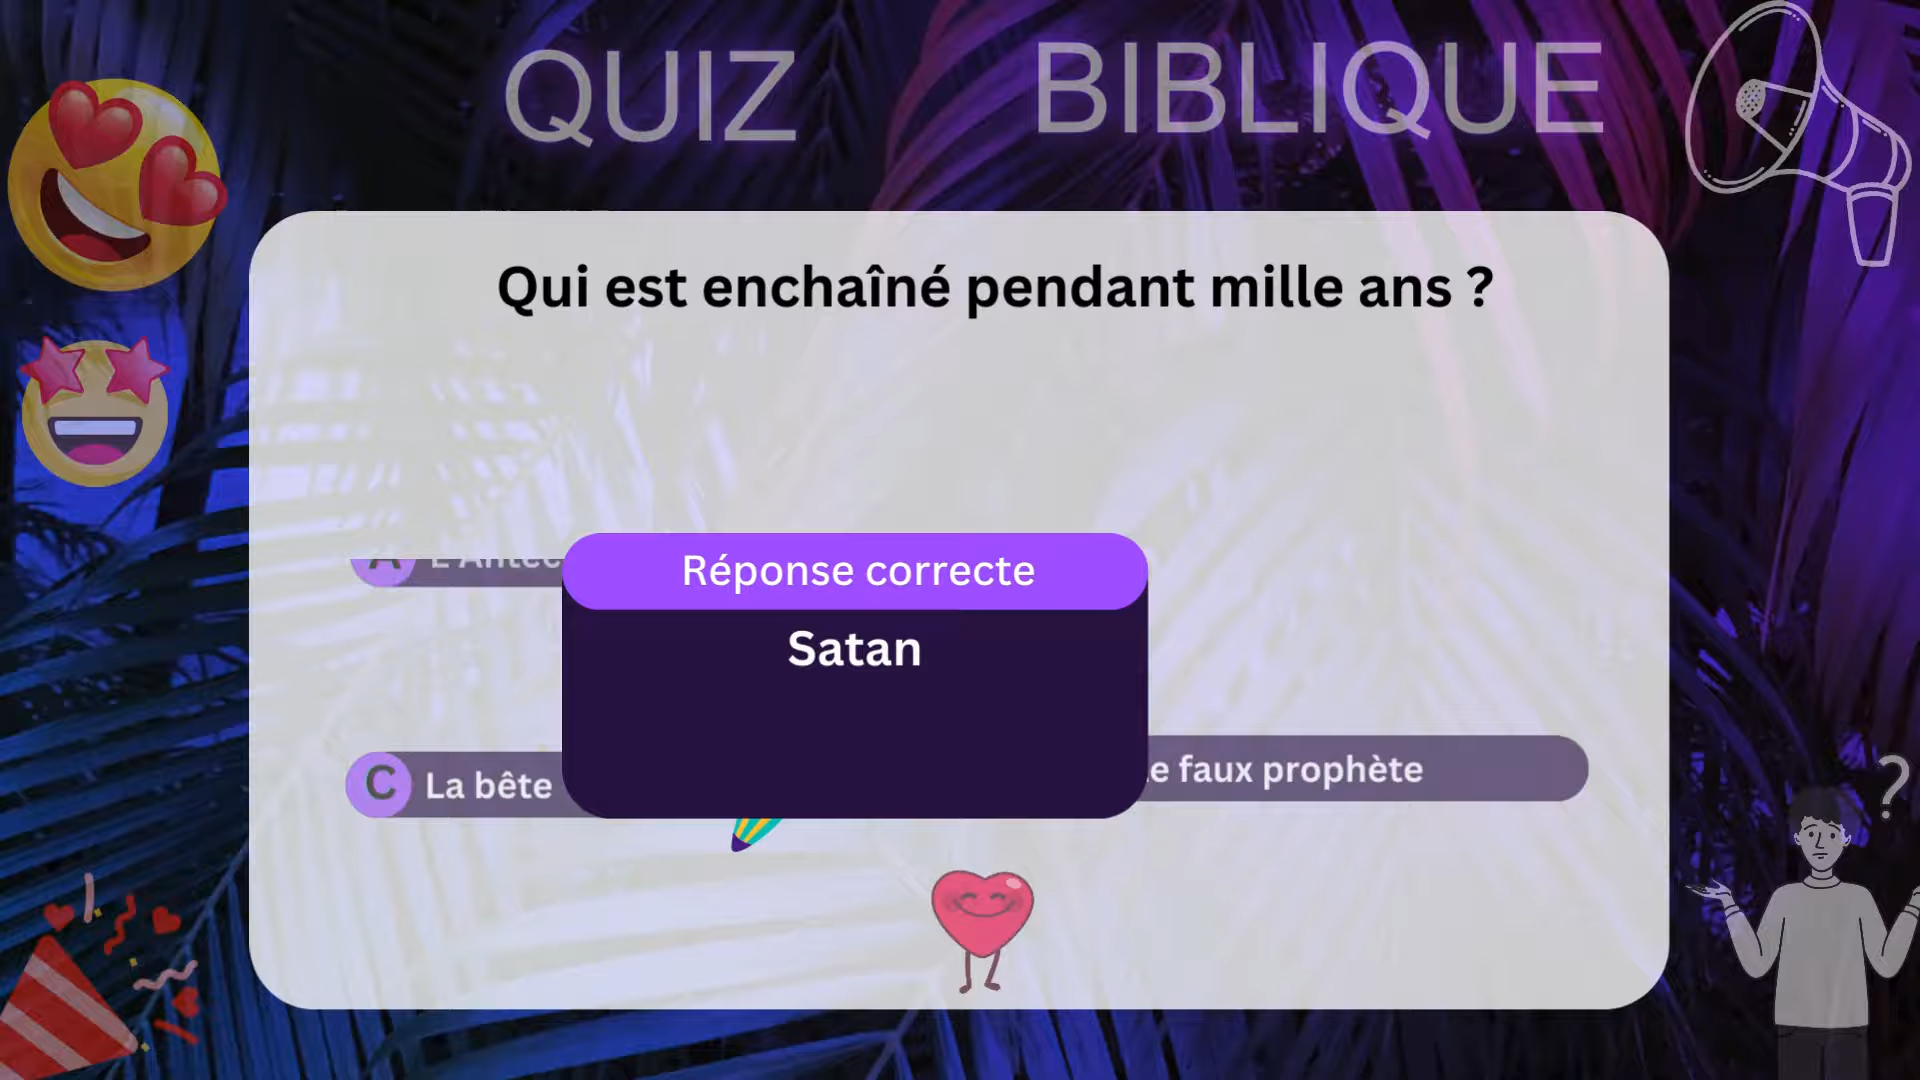 QUIZ BIBLIQUE
Qui est enchaîné pendant mille ans ?
A
Réponse correcte
Satan
C La bête
faux prophète
?